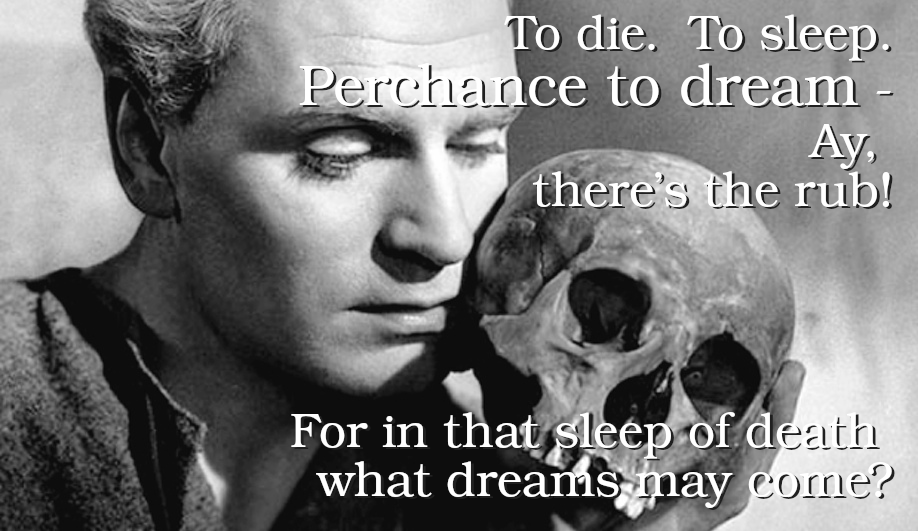 To die.  To sleep.
Perchance to dream -
Ay,
there’s the rub!
For in that sleep of death
what dreams may come?